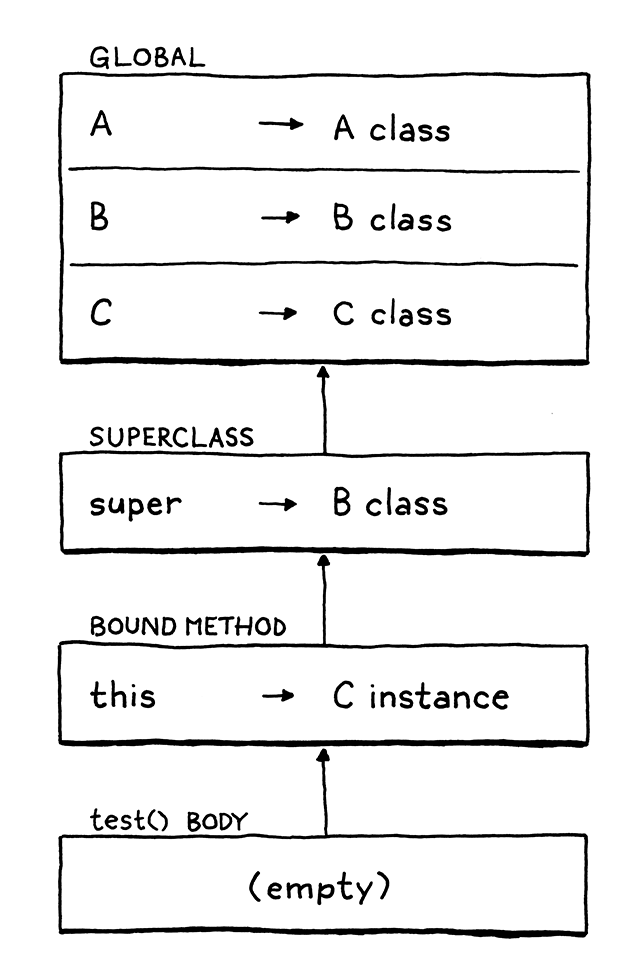 GLOBAL
A → A class
B → B class
C → C class
SUPERCLASS
super → B class
BOUND METHOD
this → C instance
test() BODY
(empty)